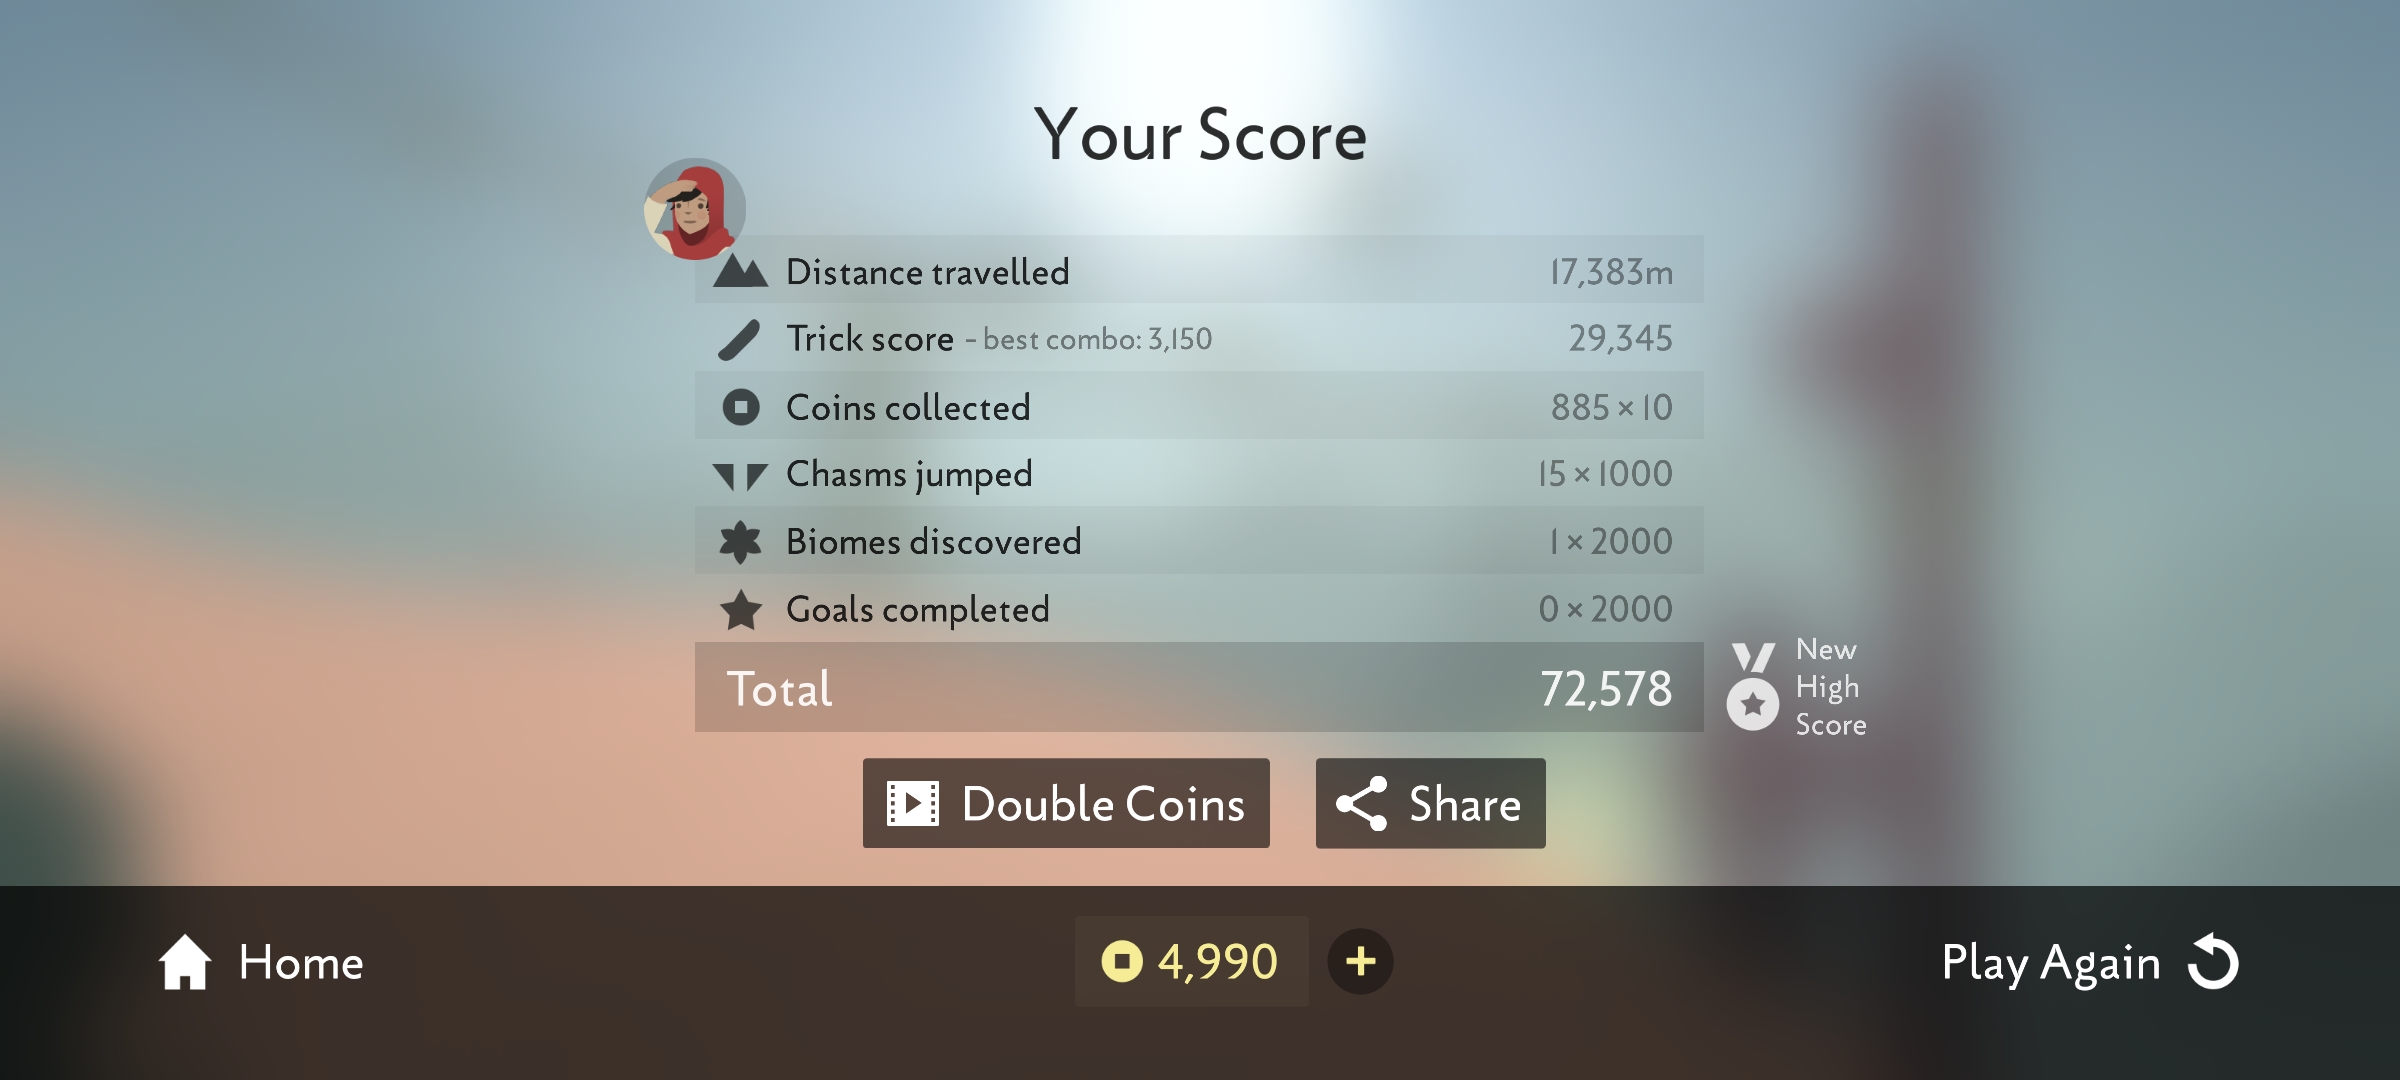 Your Score
Distance travelled 17,383m
Trick score - best combo: 3,150 29,345
Coins collected 885 × 10
Chasms jumped 15 × 1000
Biomes discovered 1 × 2000
Goals completed 0 × 2000
Total 72,578
New
High
Score
Double Coins Share
Home 4,990 + Play Again